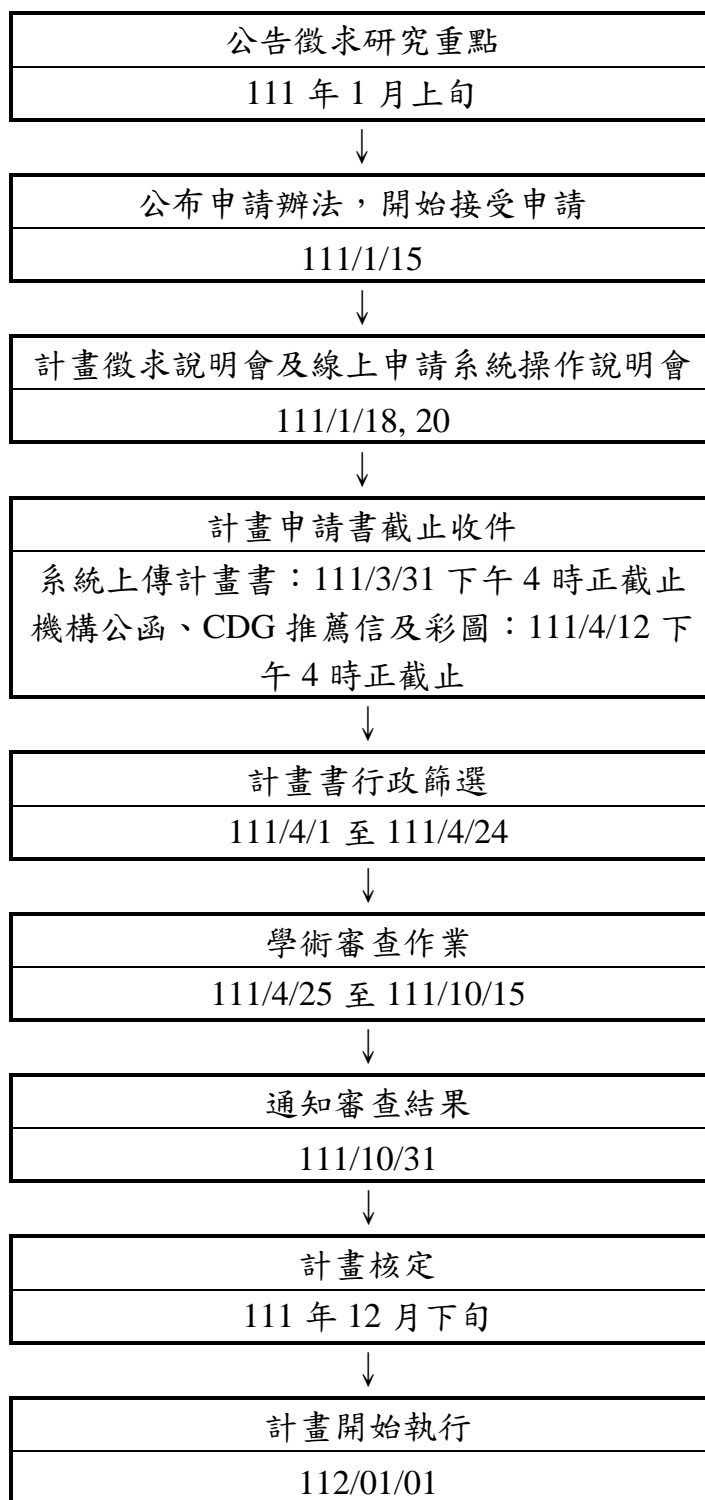 公告徵求研究重點
111 年 1 月上旬
↓
公布申請辦法，開始接受申請
111/1/15
↓
計畫徵求說明會及線上申請系統操作說明會
111/1/18, 20
↓
計畫申請書截止收件
系統上傳計畫書：111/3/31 下午 4 時正截止
機構公函、CDG 推薦信及彩圖：111/4/12 下
午 4 時正截止
↓
計畫書行政篩選
111/4/1 至 111/4/24
↓
學術審查作業
111/4/25 至 111/10/15
↓
通知審查結果
111/10/31
↓
計畫核定
111 年 12 月下旬
↓
計畫開始執行
112/01/01